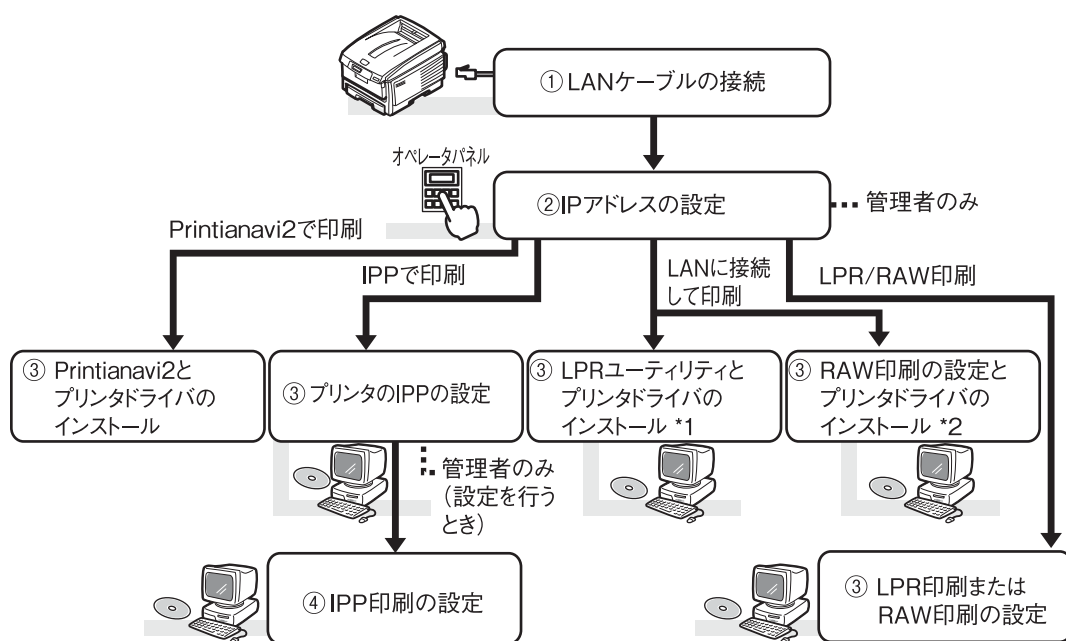 ① LANケーブルの接続
オペレータパネル
②IPアドレスの設定
管理者のみ
Printianavi2で印刷
IPPで印刷
LANに接続
して印刷
LPR/RAW印刷
③ Printianavi2と
プリンタドライバの
インストール
③ プリンタのIPPの設定
③ LPRユーティリティと
プリンタドライバの
インストール *1
③ RAW印刷の設定と
プリンタドライバの
インストール *2
管理者のみ
(設定を行う
とき)
④ IPP印刷の設定
③ LPR印刷または
RAW印刷の設定